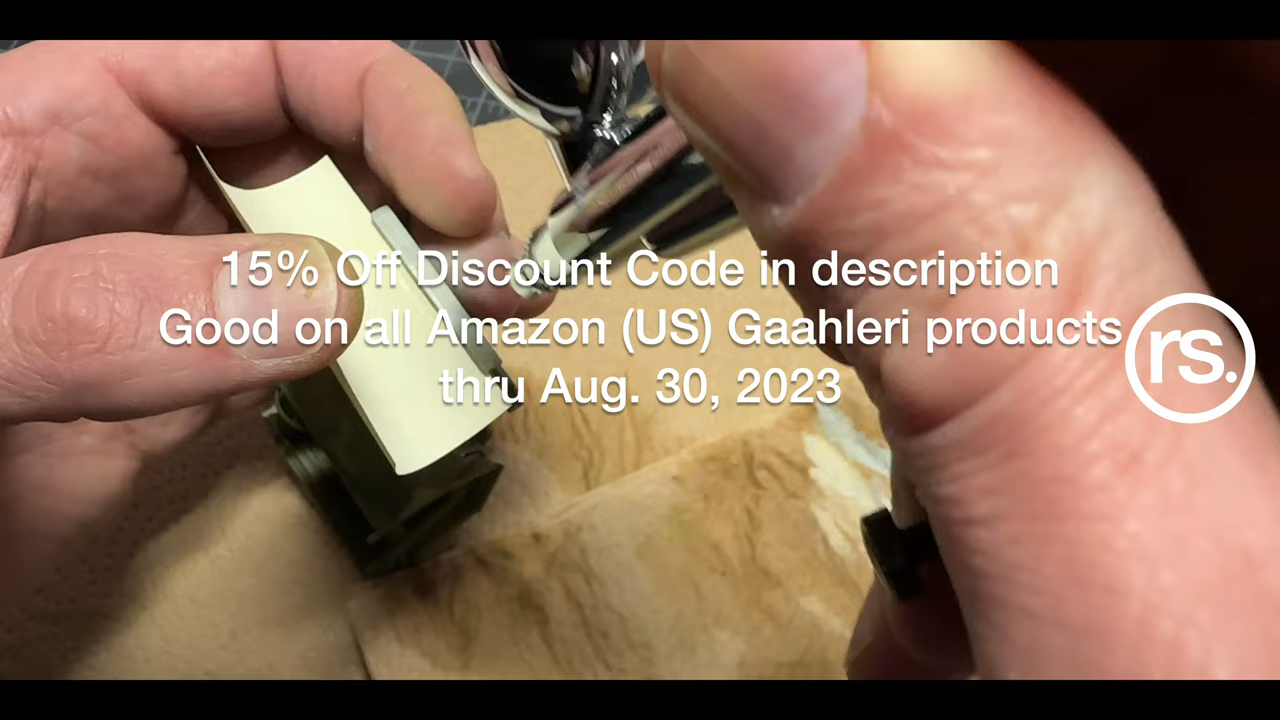 15% Off Discount Code in description
Good on all Amazon (US) Gaahleri products
thru Aug. 30, 2023
rs.